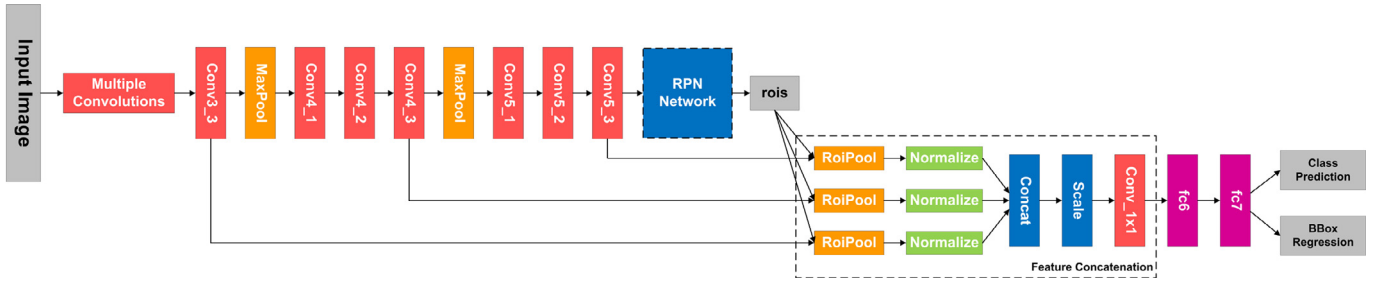 Input Image
Multiple
Convolutions
Conv3_3
MaxPool
Conv4_1
Conv4_2
Conv4_3
MaxPool
Conv5_1
Conv5_2
Conv5_3
RPN
Network
rois
RoiPool
Normalize
RoiPool
Normalize
RoiPool
Normalize
Concat
Scale
Conv_1x1
Feature Concatenation
fc6
fc7
Class
Prediction
BBox
Regression